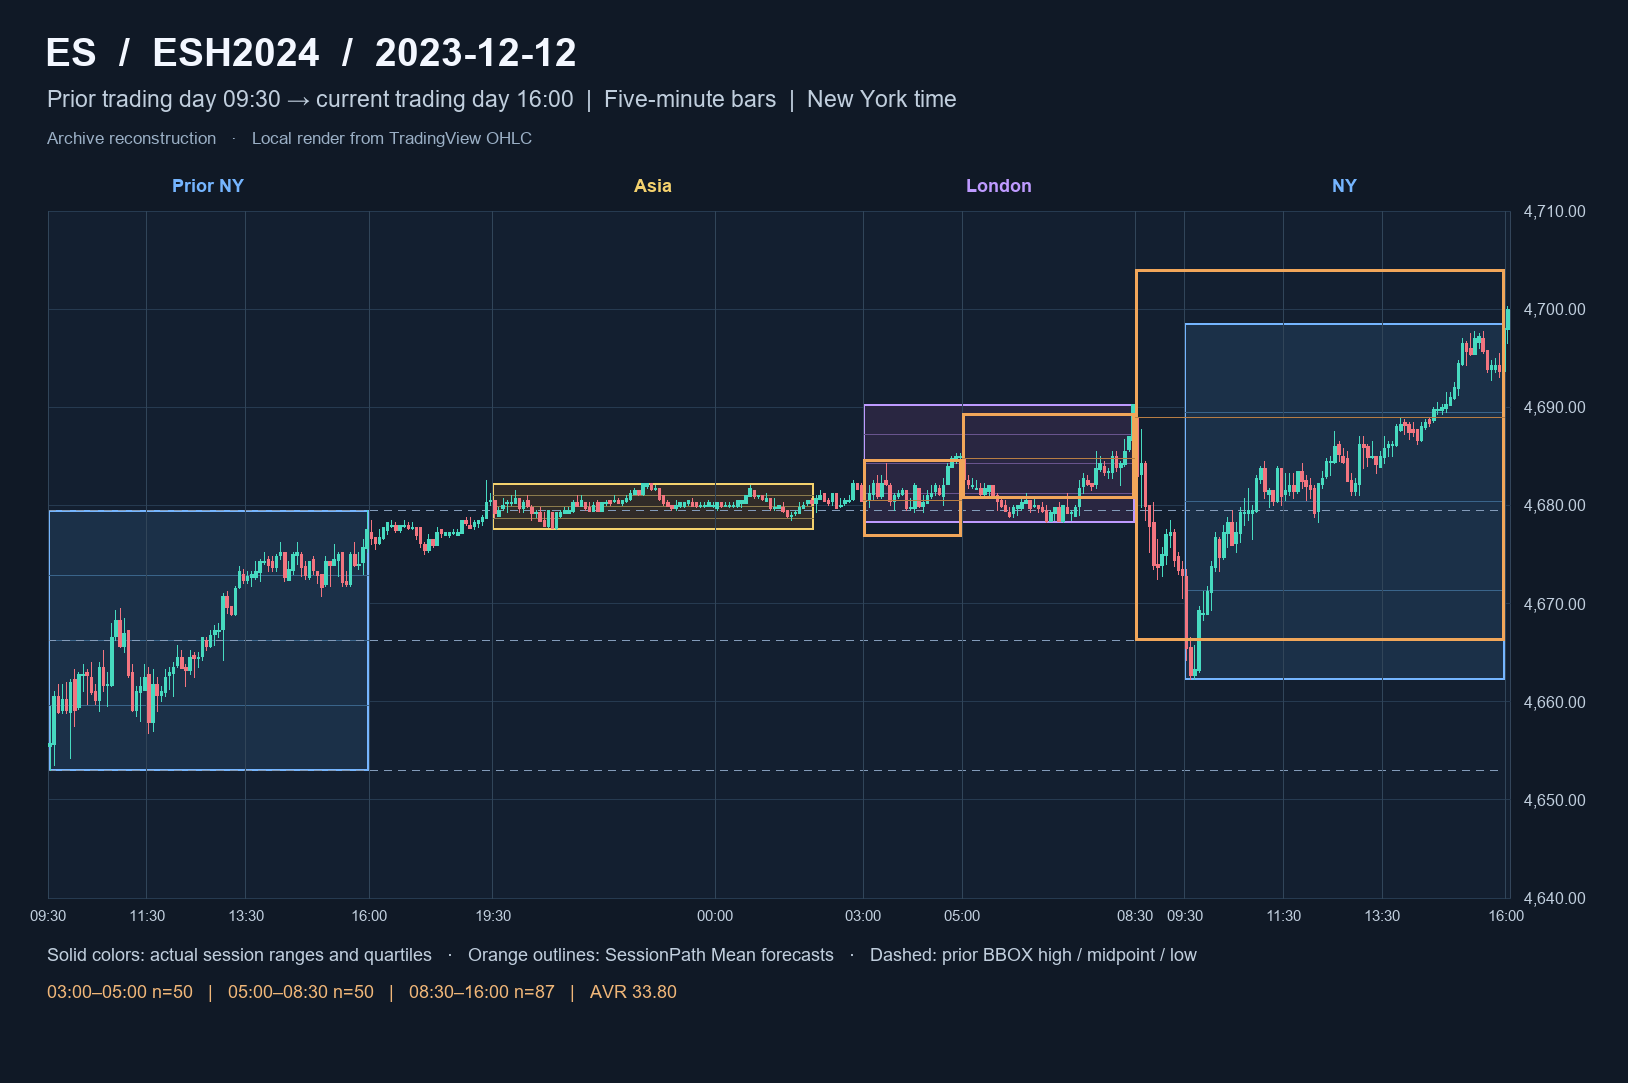 ES / ESH2024 / 2023-12-12
Prior trading day 09:30 → current trading day 16:00 | Five-minute bars | New York time
Archive reconstruction · Local render from TradingView OHLC
Prior NY Asia London NY
4,710.00
4,700.00
4,690.00
4,680.00
4,670.00
4,660.00
4,650.00
4,640.00
09:30 11:30 13:30 16:00 19:30 00:00 03:00 05:00 08:30 09:30 11:30 13:30 16:00
Solid colors: actual session ranges and quartiles · Orange outlines: SessionPath Mean forecasts · Dashed: prior BBOX high / midpoint / low
03:00–05:00 n=50 | 05:00–08:30 n=50 | 08:30–16:00 n=87 | AVR 33.80